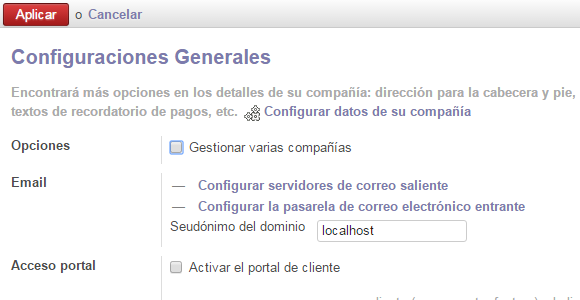 Aplicar o Cancelar
Configuraciones Generales
Encontrará más opciones en los detalles de su compañía: dirección para la cabecera y pie,
textos de recordatorio de pagos, etc. Configurar datos de su compañía
Opciones Gestionar varias compañías
Email — Configurar servidores de correo saliente
— Configurar la pasarela de correo electrónico entrante
Seudónimo del dominio localhost
Acceso portal Activar el portal de cliente